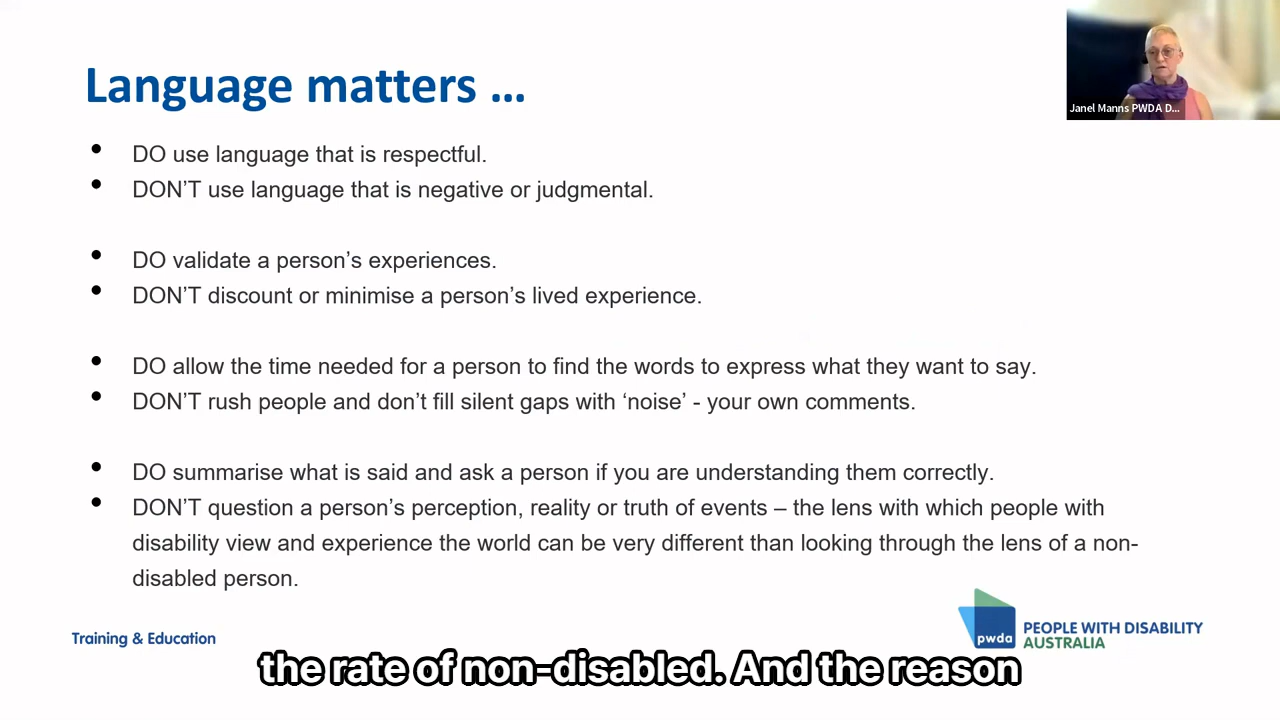 Language matters ...
Janel Manns PWDA D...
• DO use language that is respectful.
• DON’T use language that is negative or judgmental.
• DO validate a person’s experiences.
• DON’T discount or minimise a person’s lived experience.
• DO allow the time needed for a person to find the words to express what they want to say.
• DON’T rush people and don’t fill silent gaps with ‘noise’ - your own comments.
• DO summarise what is said and ask a person if you are understanding them correctly.
• DON’T question a person’s perception, reality or truth of events – the lens with which people with
disability view and experience the world can be very different than looking through the lens of a non-
disabled person.
Training & Education
pwda
PEOPLE WITH DISABILITY
AUSTRALIA
the rate of non-disabled. And the reason